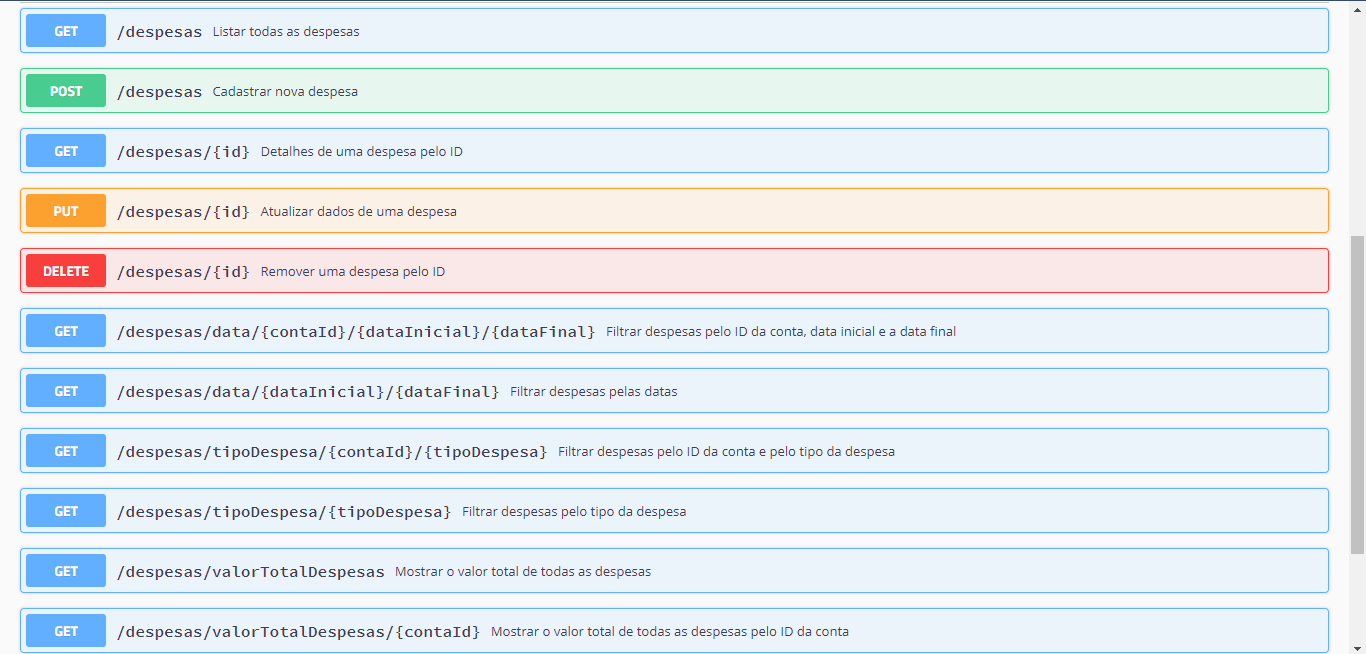 GET /despesas Listar todas as despesas
POST /despesas Cadastrar nova despesa
GET /despesas/{id} Detalhes de uma despesa pelo ID
PUT /despesas/{id} Atualizar dados de uma despesa
DELETE /despesas/{id} Remover uma despesa pelo ID
GET /despesas/data/{contaId}/{dataInicial}/{dataFinal} Filtrar despesas pelo ID da conta, data inicial e a data final
GET /despesas/data/{dataInicial}/{dataFinal} Filtrar despesas pelas datas
GET /despesas/tipoDespesa/{contaId}/{tipoDespesa} Filtrar despesas pelo ID da conta e pelo tipo da despesa
GET /despesas/tipoDespesa/{tipoDespesa} Filtrar despesas pelo tipo da despesa
GET /despesas/valorTotalDespesas Mostrar o valor total de todas as despesas
GET /despesas/valorTotalDespesas/{contaId} Mostrar o valor total de todas as despesas pelo ID da conta